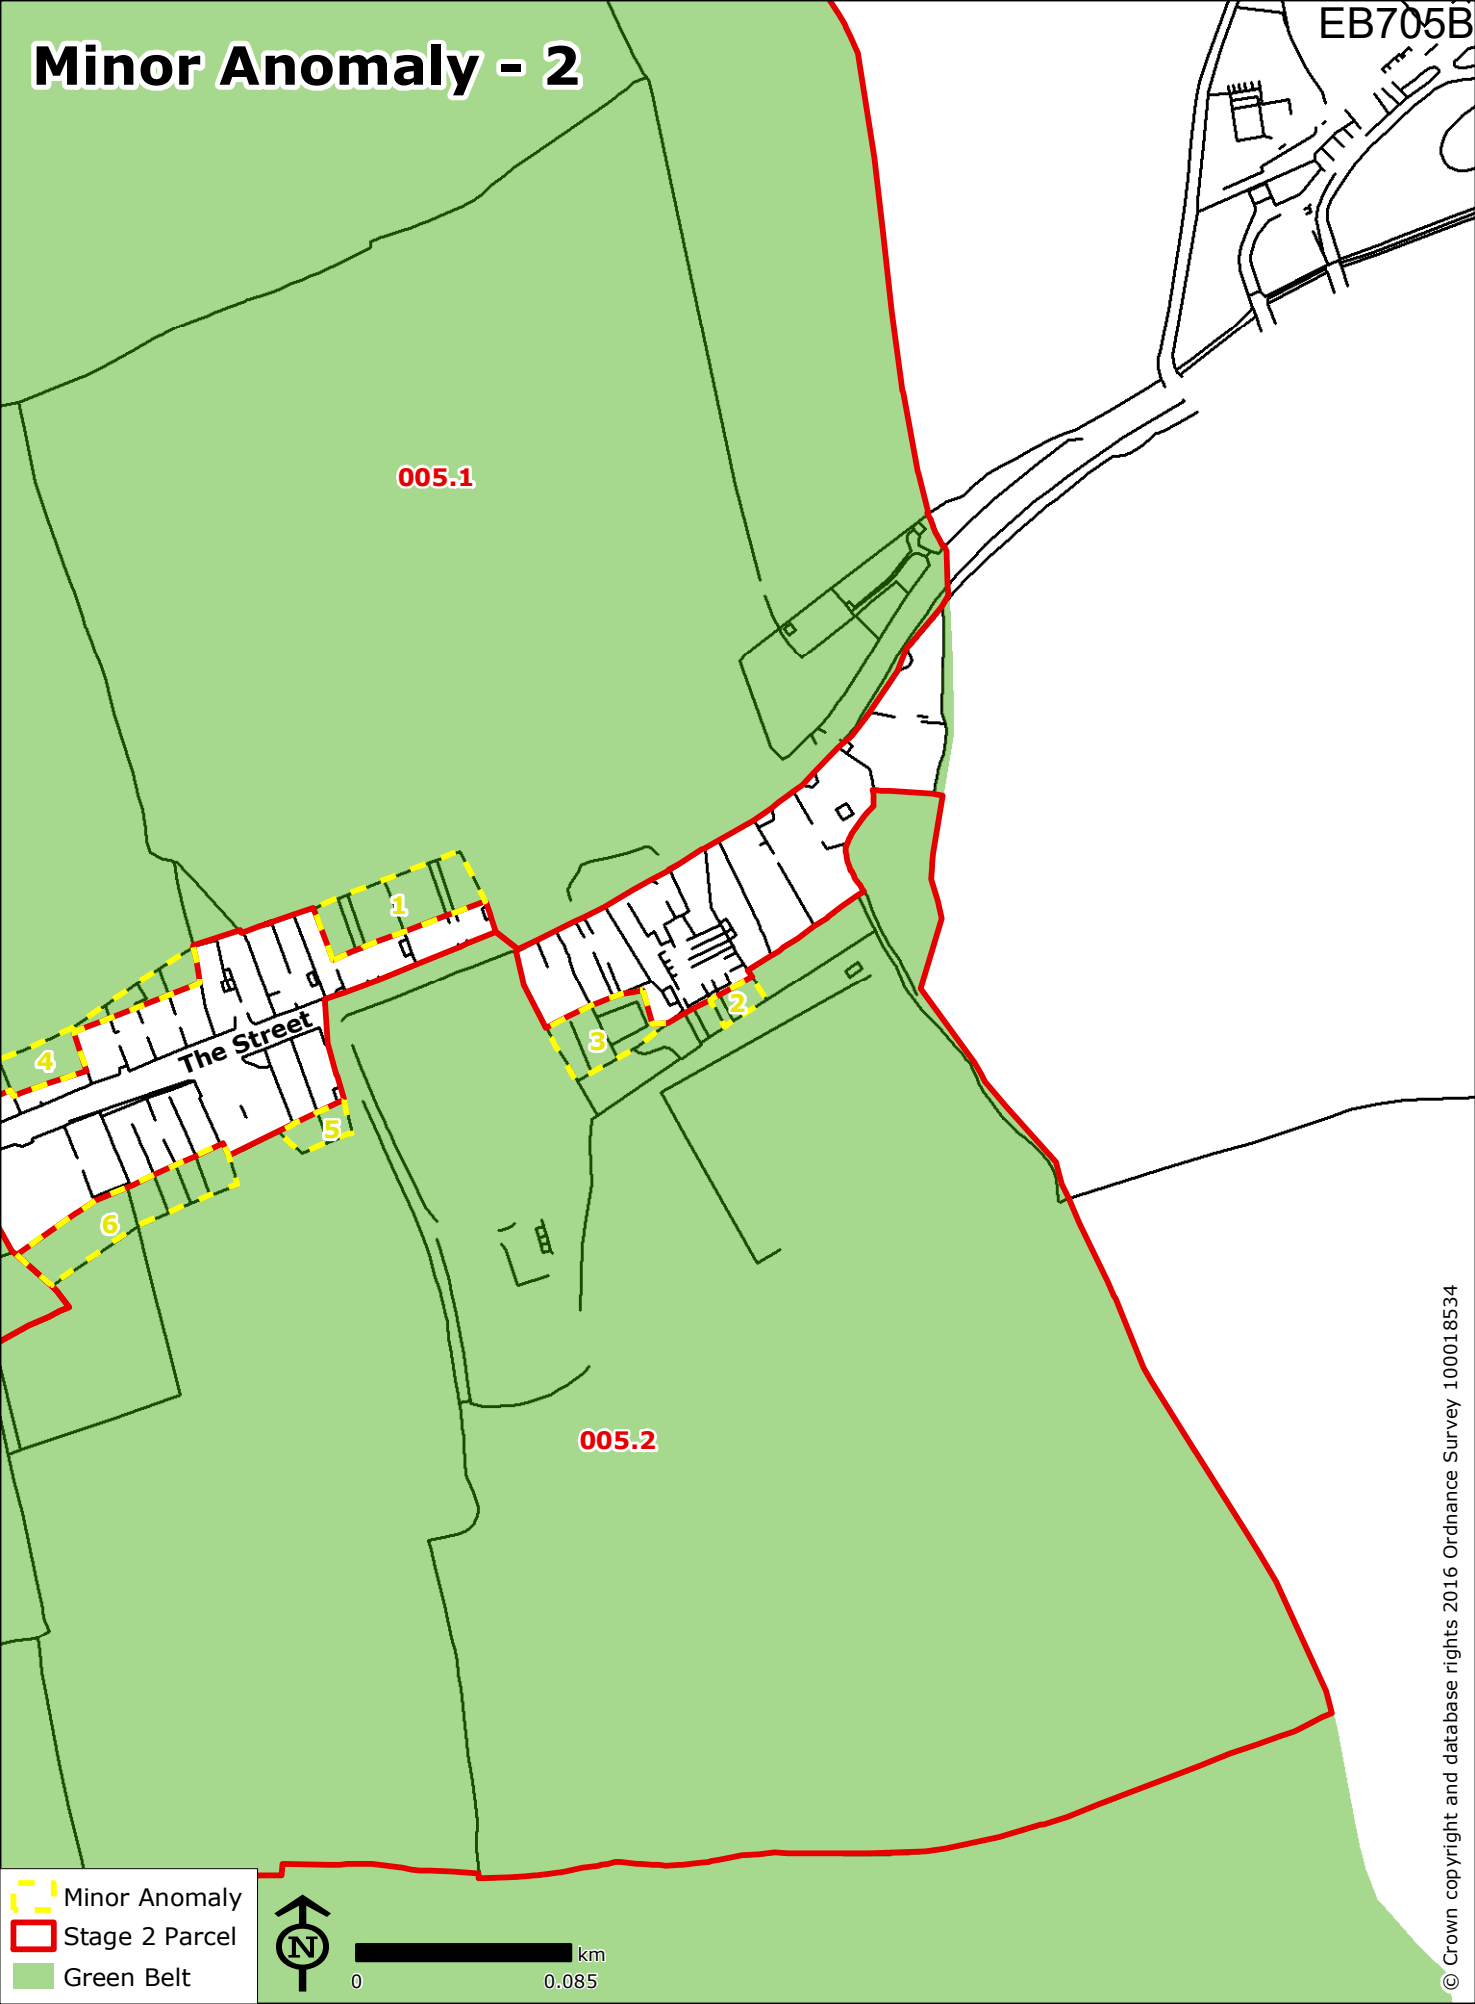 EB705B
Minor Anomaly - 2
005.1
1
2
3
The Street
4
5
6
005.2
Minor Anomaly
Stage 2 Parcel
Green Belt
N
km
0 0.085
© Crown copyright and database rights 2016 Ordnance Survey 100018534